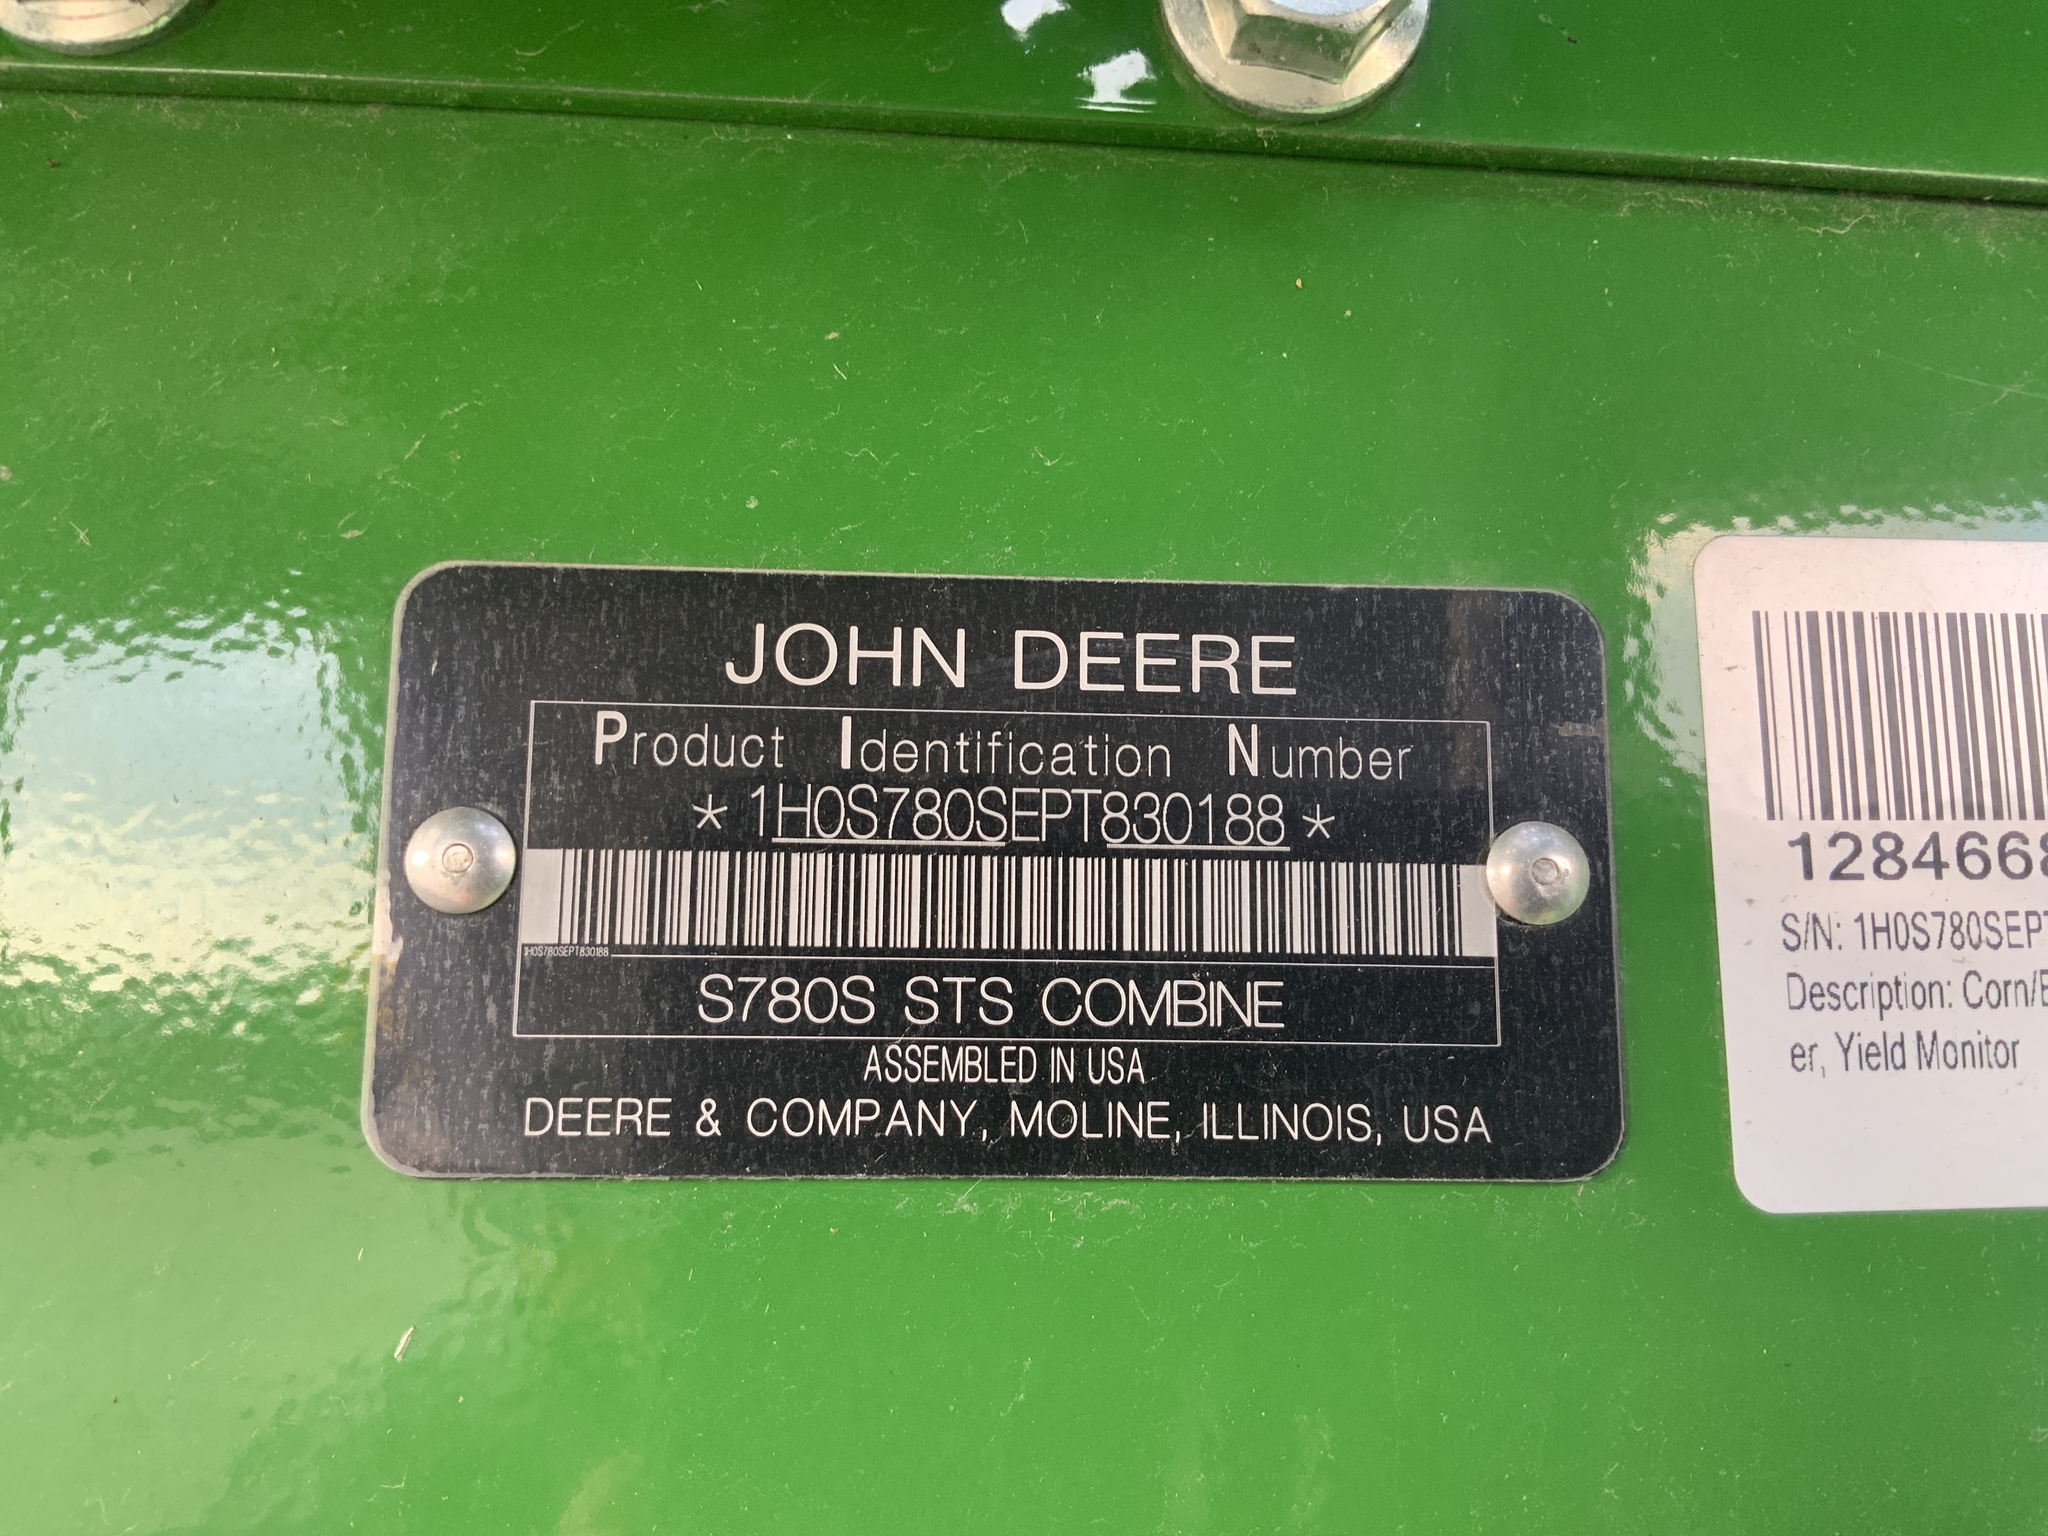 JOHN DEERE
Product Identification Number
* 1H0S780SEPT830188 *
1H0S780SEPT830188
S780S STS COMBINE
ASSEMBLED IN USA
DEERE & COMPANY, MOLINE, ILLINOIS, USA
1284668
S/N: 1H0S780SEPT
Description: Corn/
er, Yield Monitor